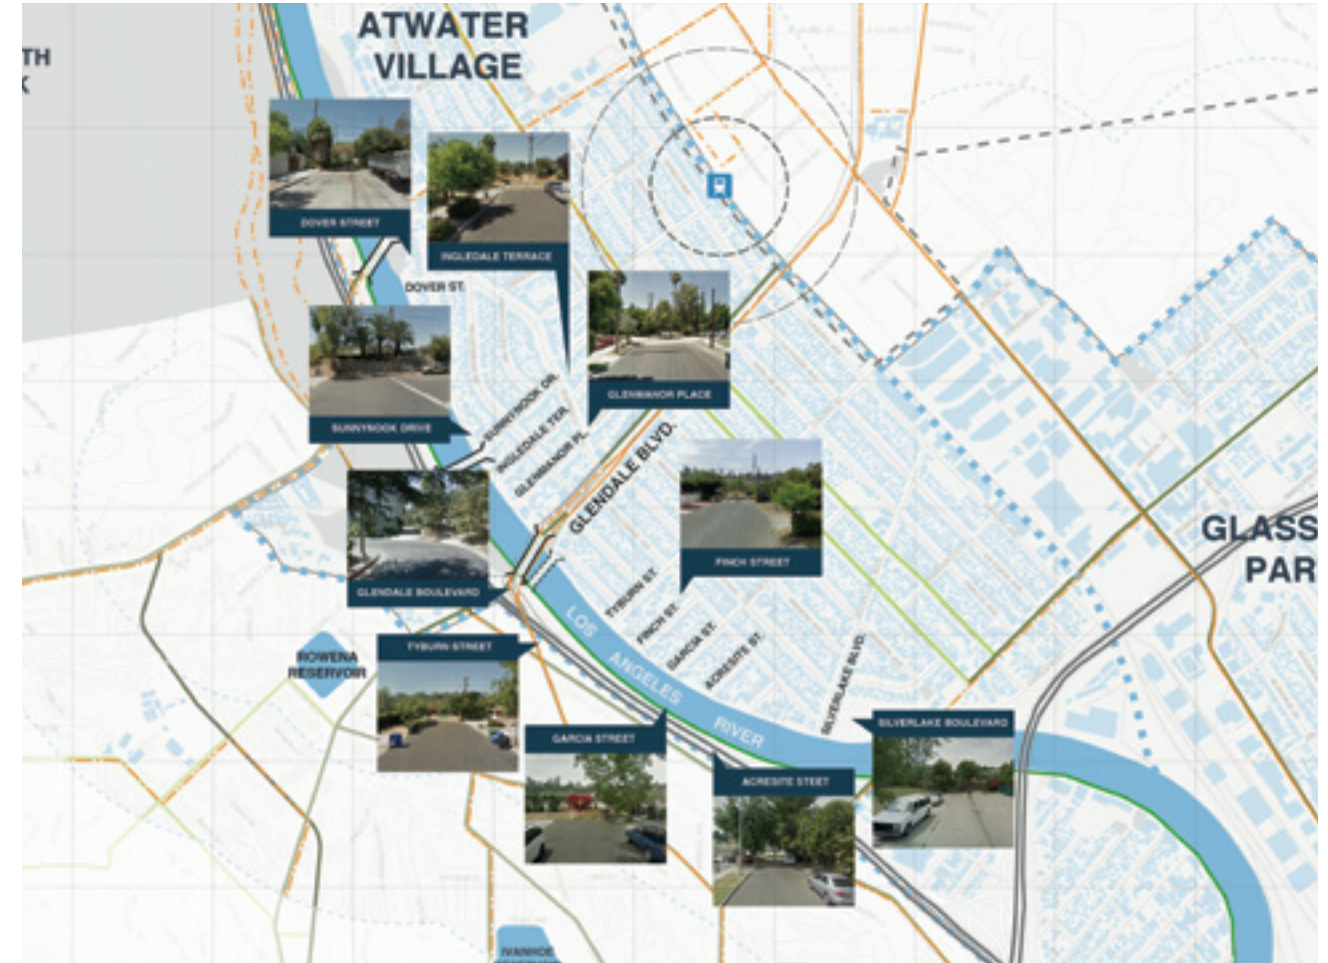 ATWATER
VILLAGE
TH
K
DOVER STREET
INGLEDALE TERRACE
DOVER ST.
GLENMANOR PLACE
SUNNYNOOK DRIVE
SUNNYNOOK DR.
INGLEDALE TER.
GLENMANOR PL.
GLENDALE BLVD.
FINCH STREET
GLASS
PAR
GLENDALE BOULEVARD
TYBURN ST.
FINCH ST.
GARCIA ST.
ACRESITE ST.
SILVERLAKE BLVD.
LOS ANGELES RIVER
ROWENA
RESERVOIR
TYBURN STREET
GARCIA STREET
SILVERLAKE BOULEVARD
ACRESITE STEET
IVANHOE